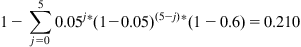 1 − ∑_{j=0}^{5} 0.05^{j*}(1−0.05)^{(5−j)*}(1 − 0.6) = 0.210